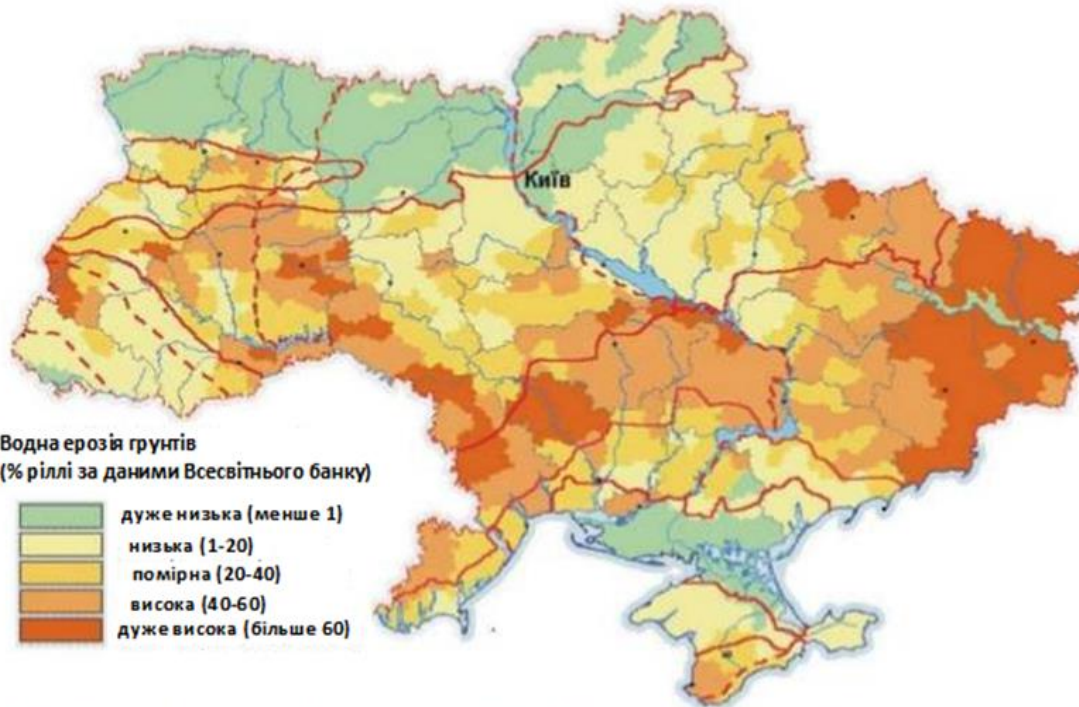 Київ
Водна ерозія грунтів
(% ріллі за даними Всесвітнього банку)
дуже низька (менше 1)
низька (1-20)
помірна (20-40)
висока (40-60)
дуже висока (більше 60)